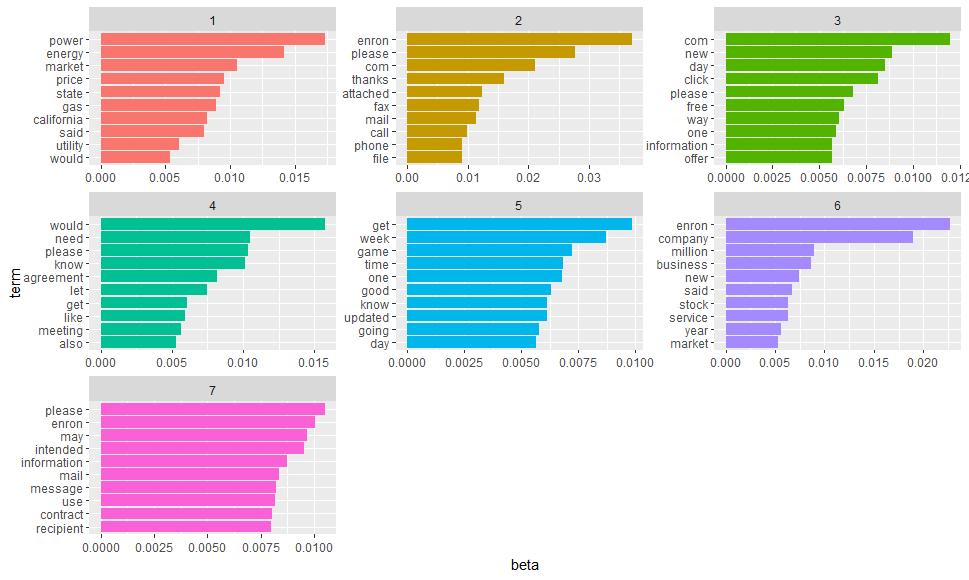 1
power
energy
market
price
state
gas
california
said
utility
would
0.000 0.005 0.010 0.015
2
enron
please
com
thanks
attached
fax
mail
call
phone
file
0.00 0.01 0.02 0.03
3
com
new
day
click
please
free
way
one
information
offer
0.0000 0.0025 0.0050 0.0075 0.0100 0.012
term
4
would
need
please
know
agreement
let
get
like
meeting
also
0.000 0.005 0.010 0.015
5
get
week
game
time
one
good
know
updated
going
day
0.0000 0.0025 0.0050 0.0075 0.0100
6
enron
company
million
business
new
said
stock
service
year
market
0.000 0.005 0.010 0.015 0.020
7
please
enron
may
intended
information
mail
message
use
contract
recipient
0.0000 0.0025 0.0050 0.0075 0.0100
beta